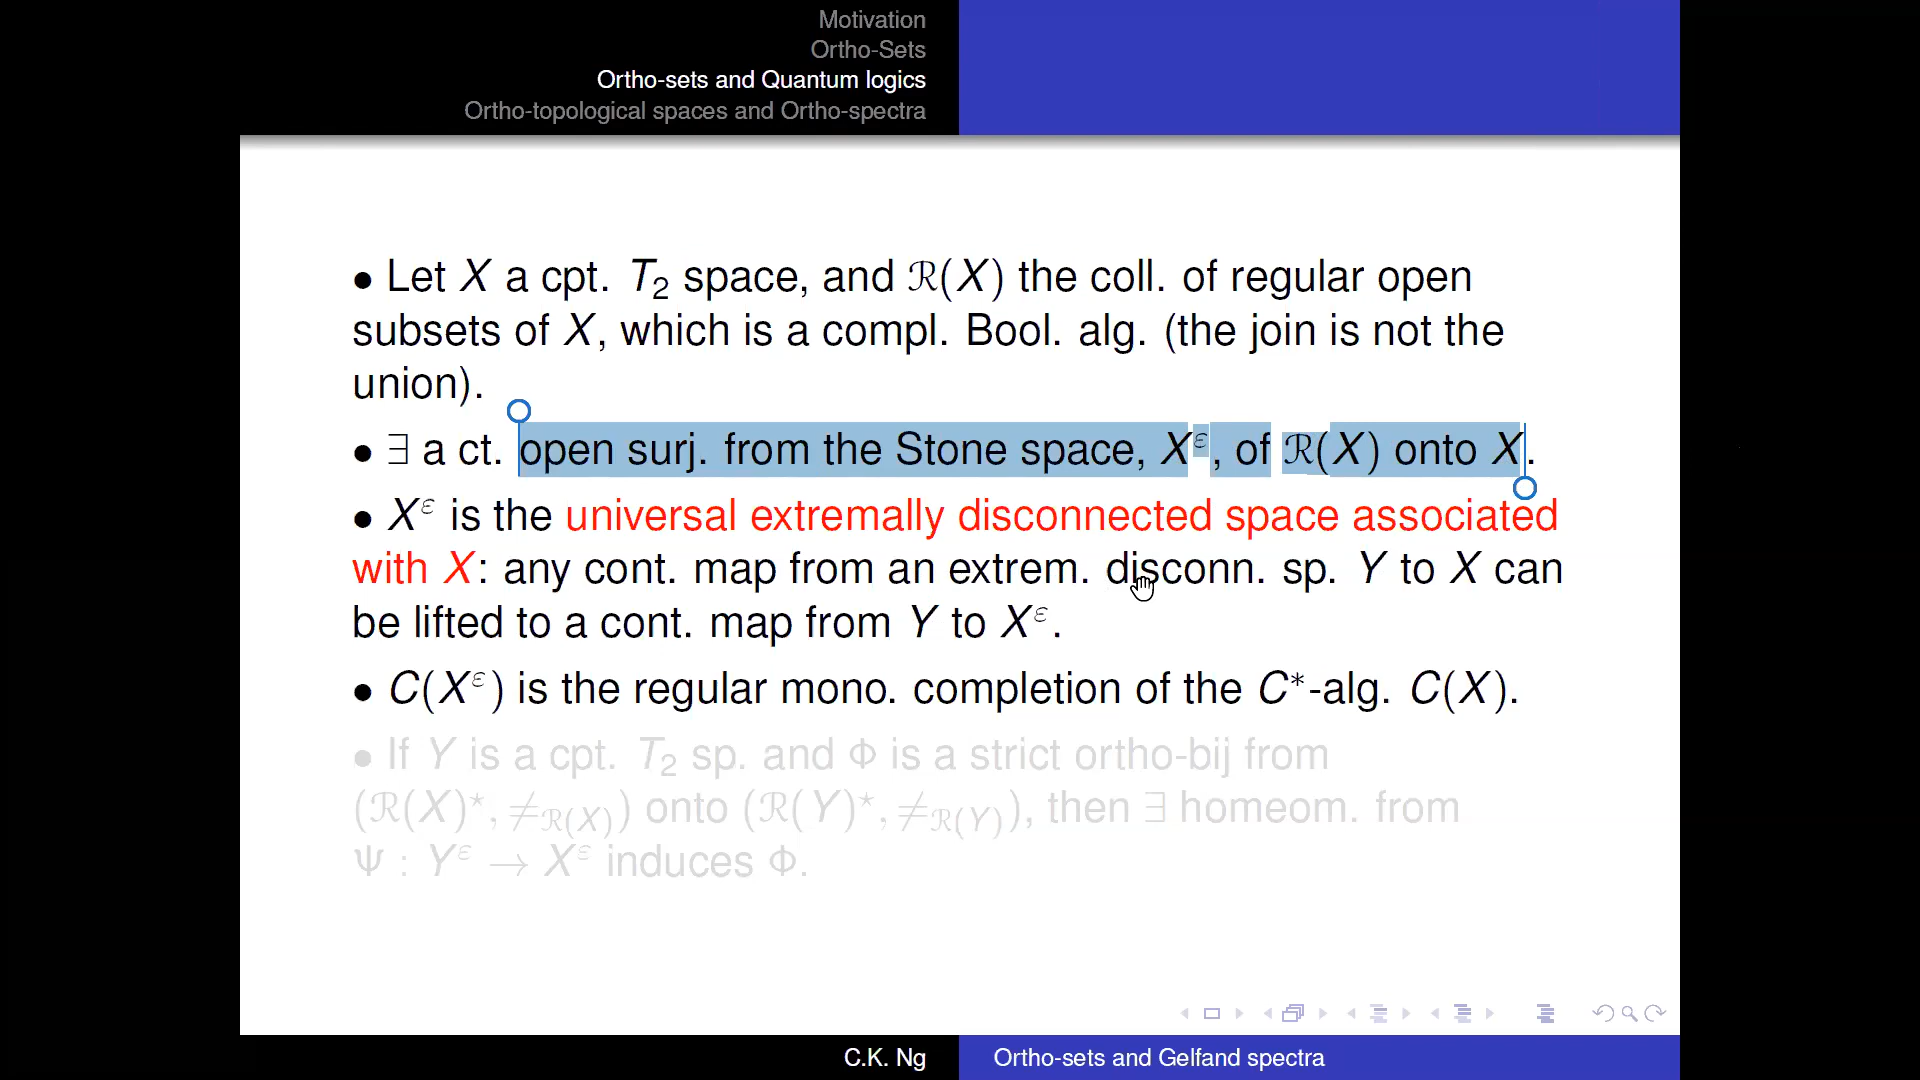 Motivation
Ortho-Sets
Ortho-sets and Quantum logics
Ortho-topological spaces and Ortho-spectra
• Let X a cpt. T₂ space, and ℛ(X) the coll. of regular open
subsets of X, which is a compl. Bool. alg. (the join is not the
union).
• ∃ a ct. open surj. from the Stone space, X^ε, of ℛ(X) onto X.
• X^ε is the universal extremally disconnected space associated
with X: any cont. map from an extrem. disconn. sp. Y to X can
be lifted to a cont. map from Y to X^ε.
• C(X^ε) is the regular mono. completion of the C*-alg. C(X).
• If Y is a cpt. T₂ sp. and Φ is a strict ortho-bij from
(ℛ(X)^⋆, ≠_ℛ(X)) onto (ℛ(Y)^⋆, ≠_ℛ(Y)), then ∃ homeom. from
Ψ : Y^ε → X^ε induces Φ.
C.K. Ng
Ortho-sets and Gelfand spectra